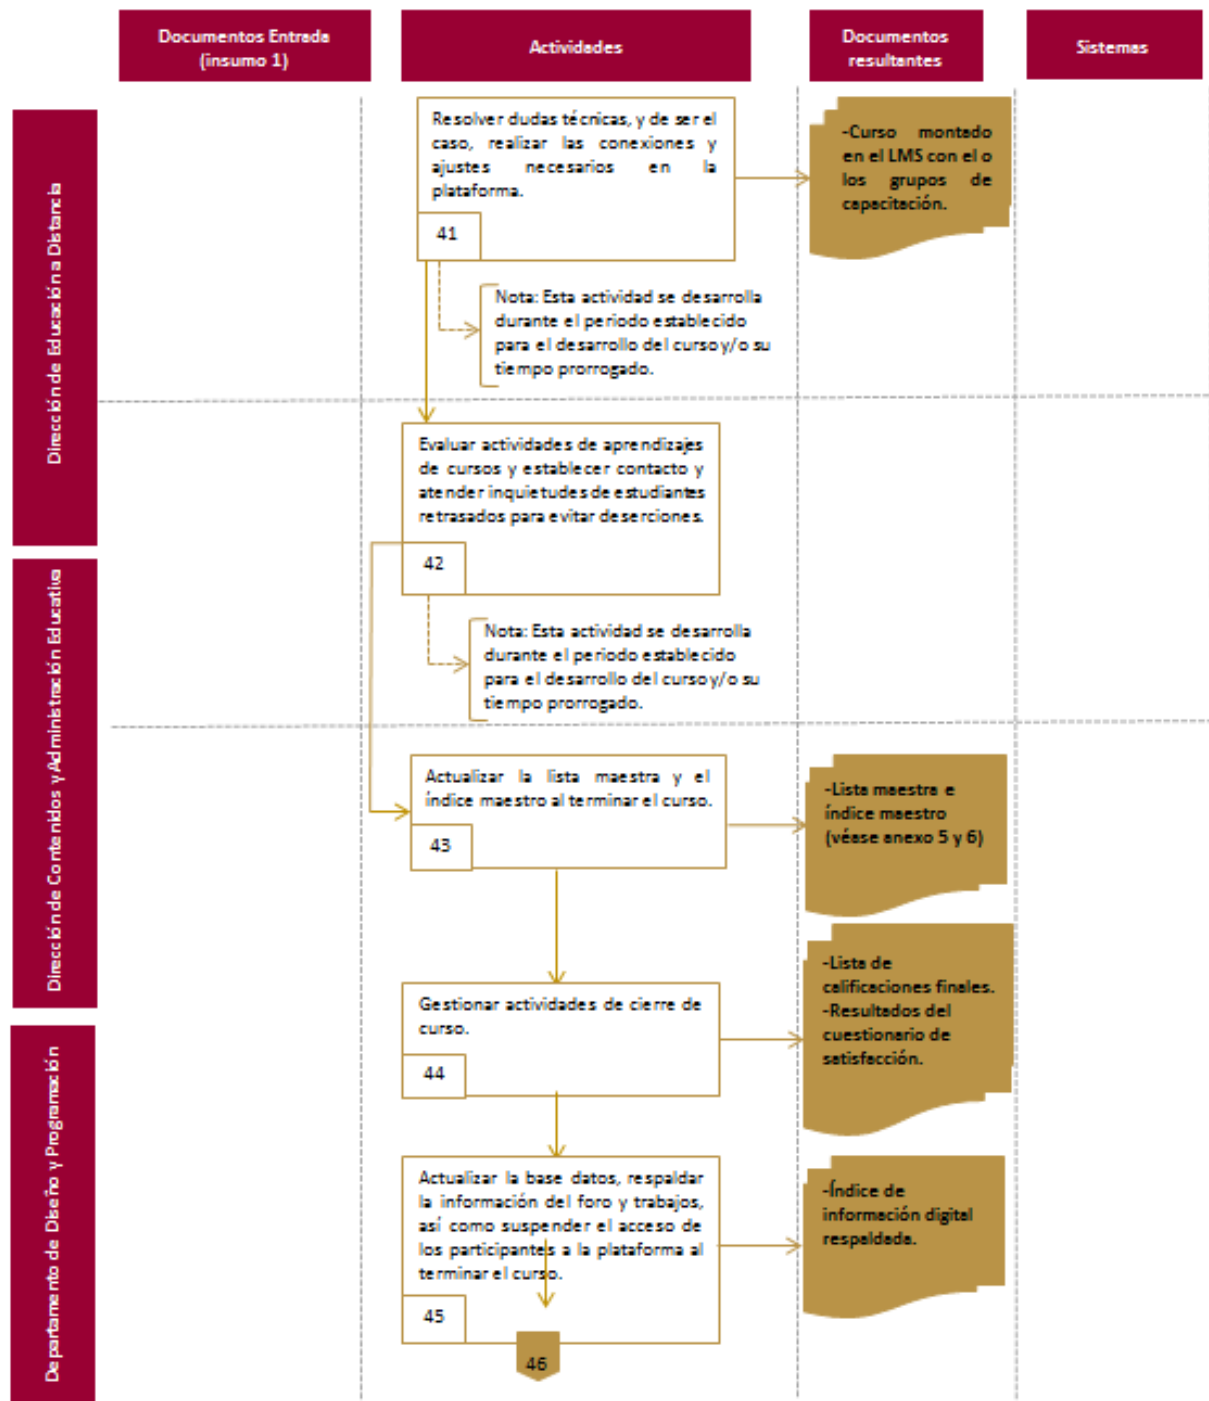 Documentos Entrada
(insumo 1)
Actividades
Documentos
resultantes
Sistemas
Dirección de Educación a Distancia
Resolver dudas técnicas, y de ser el
caso, realizar las conexiones y
ajustes necesarios en la
plataforma.
41
-Curso montado
en el LMS con el o
los grupos de
capacitación.
Nota: Esta actividad se desarrolla
durante el periodo establecido
para el desarrollo del curso y/o su
tiempo prorrogado.
Evaluar actividades de aprendizajes
de cursos y establecer contacto y
atender inquietudes de estudiantes
retrasados para evitar deserciones.
42
Nota: Esta actividad se desarrolla
durante el periodo establecido
para el desarrollo del curso y/o su
tiempo prorrogado.
Dirección de Contenidos y Administración Educativa
Actualizar la lista maestra y el
índice maestro al terminar el curso.
43
-Lista maestra e
índice maestro
(véase anexo 5 y 6)
Gestionar actividades de cierre de
curso.
44
-Lista de
calificaciones finales.
-Resultados del
cuestionario de
satisfacción.
Departamento de Diseño y Programación
Actualizar la base datos, respaldar
la información del foro y trabajos,
así como suspender el acceso de
los participantes a la plataforma al
terminar el curso.
45
-Índice de
información digital
respaldada.
46